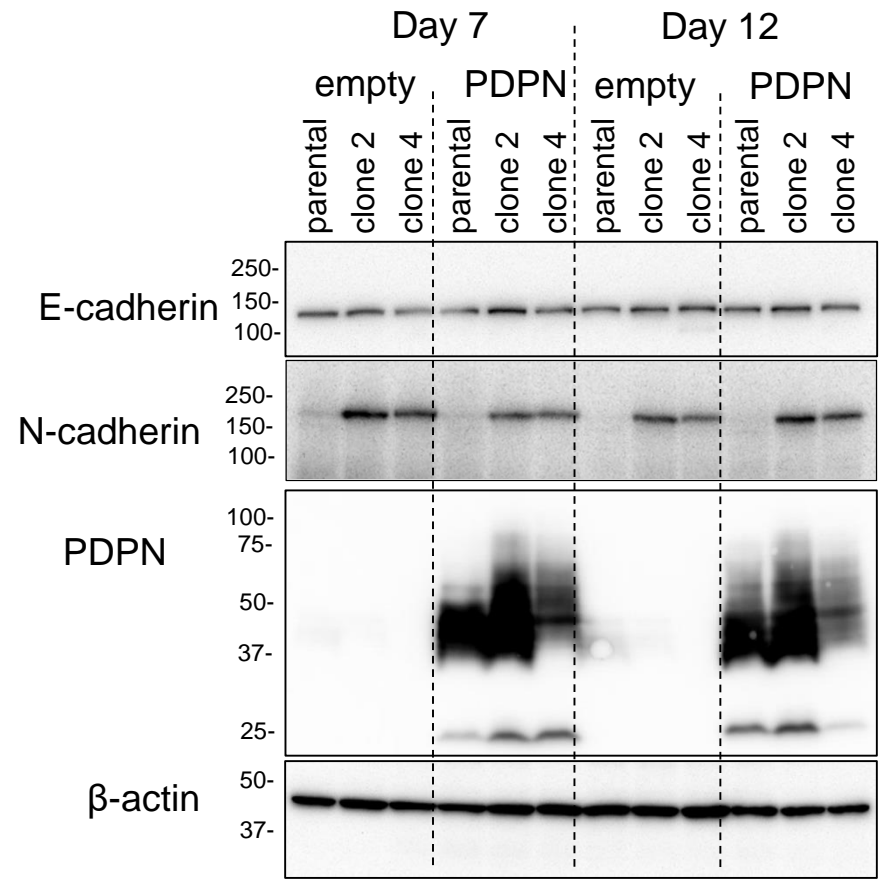 Day 7 Day 12
empty PDPN empty PDPN
parental clone 2 clone 4 parental clone 2 clone 4 parental clone 2 clone 4 parental clone 2 clone 4
250-
E-cadherin 150-
100-
250-
N-cadherin 150-
100-
100-
PDPN 75-
50-
37-
25-
50-
β-actin
37-